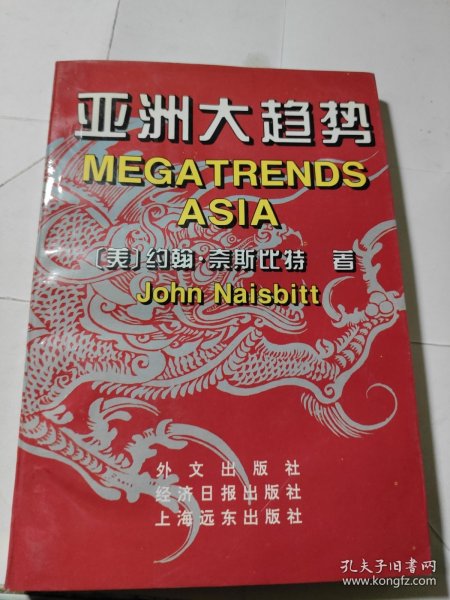 亚洲大趋势
MEGATRENDS
ASIA
〔美〕约翰·奈斯比特 著
John Naisbitt
外文出版社
经济日报出版社
上海远东出版社
孔夫子旧书网
www.kongfz.com